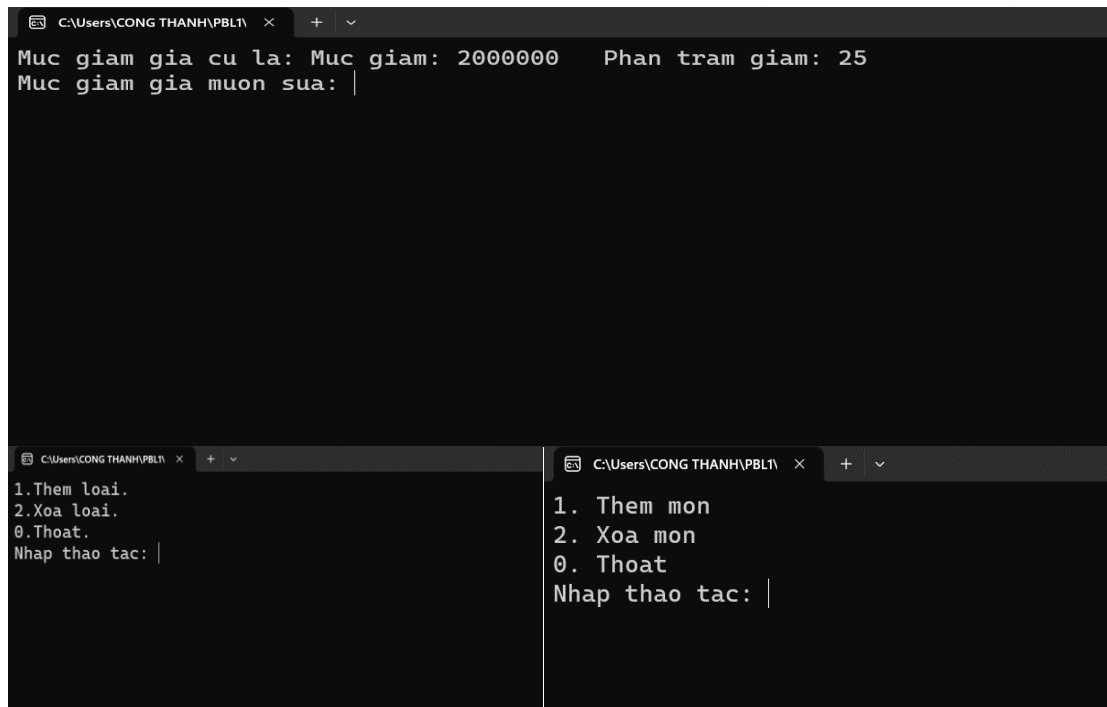 C:\Users\CONG THANH\PBL1\
Muc giam gia cu la: Muc giam: 2000000   Phan tram giam: 25
Muc giam gia muon sua:
C:\Users\CONG THANH\PBL1\
1.Them loai.
2.Xoa loai.
0.Thoat.
Nhap thao tac:
C:\Users\CONG THANH\PBL1\
1. Them mon
2. Xoa mon
0. Thoat
Nhap thao tac: